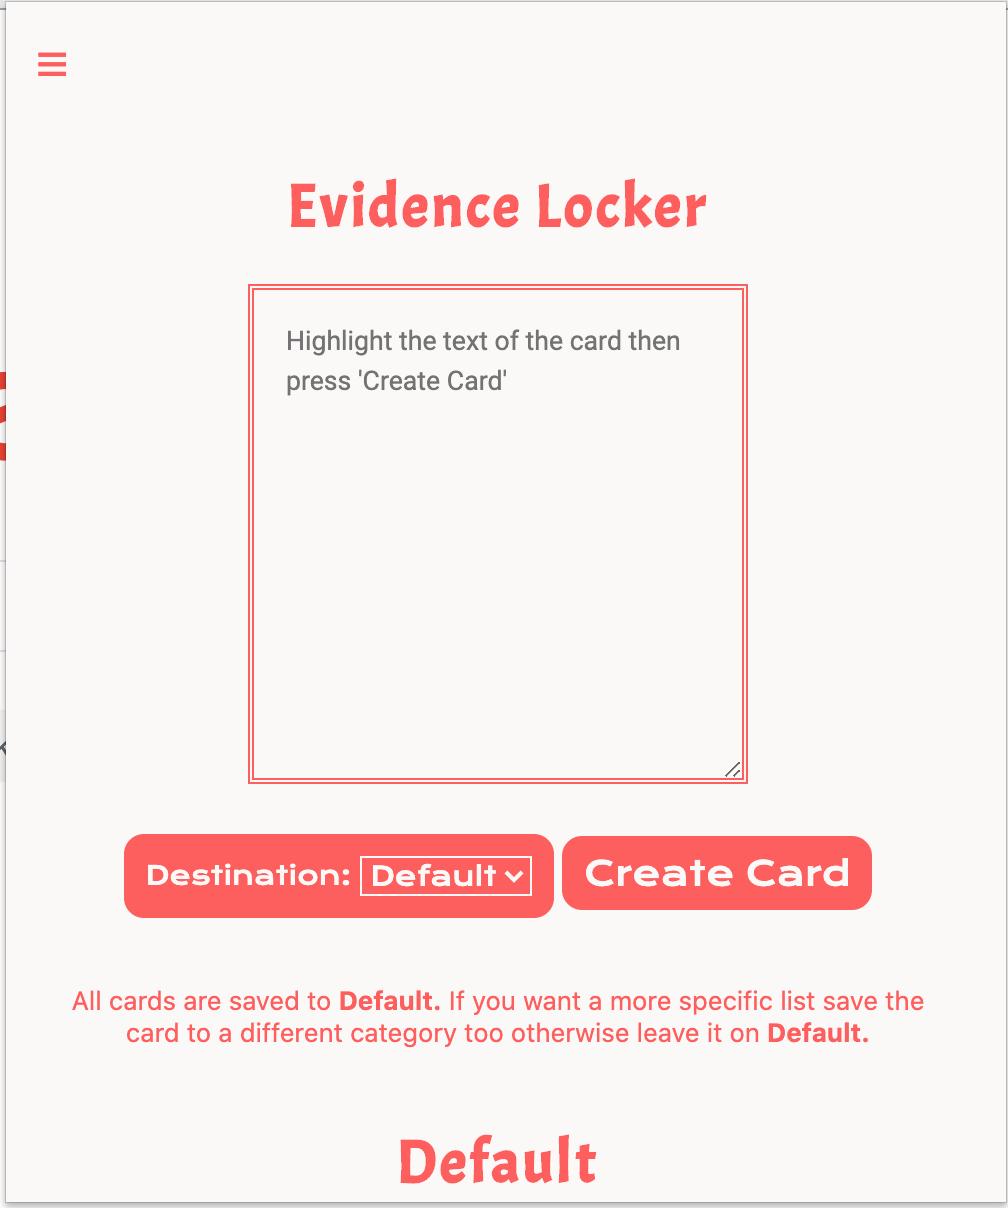 Evidence Locker
Highlight the text of the card then
press 'Create Card'
Destination: Default
Create Card
All cards are saved to Default. If you want a more specific list save the
card to a different category too otherwise leave it on Default.
Default